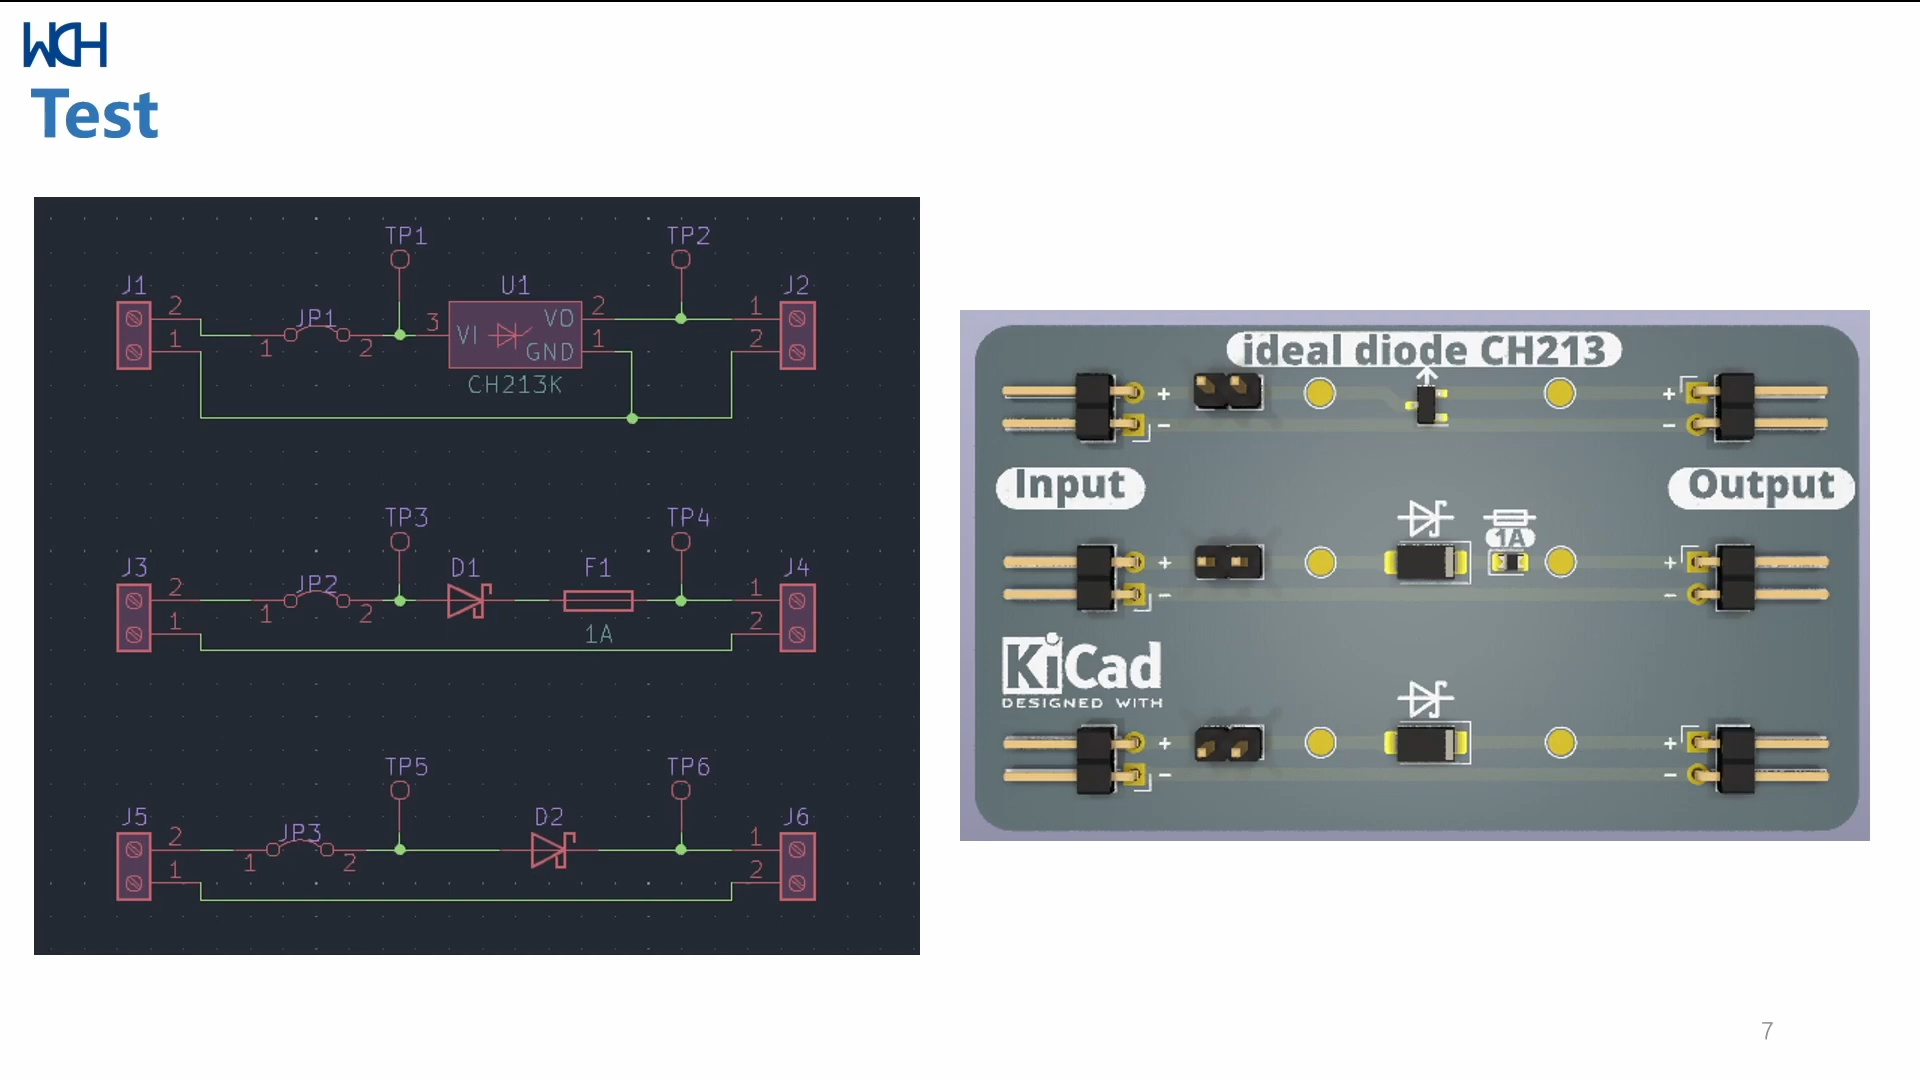 WCH
Test
TP1 TP2
J1 U1 J2
2 JP1 3 VI VO 2 1
1 1 2 GND 1 2
CH213K
TP3 TP4
J3 D1 F1 J4
2 JP2 1
1 1 2 1A 2
TP5 TP6
J5 D2 J6
2 JP3 1
1 1 2 2
ideal diode CH213
+ + 
- -
Input Output
1A
+ +
- -
KiCad
DESIGNED WITH
+ +
- -
7